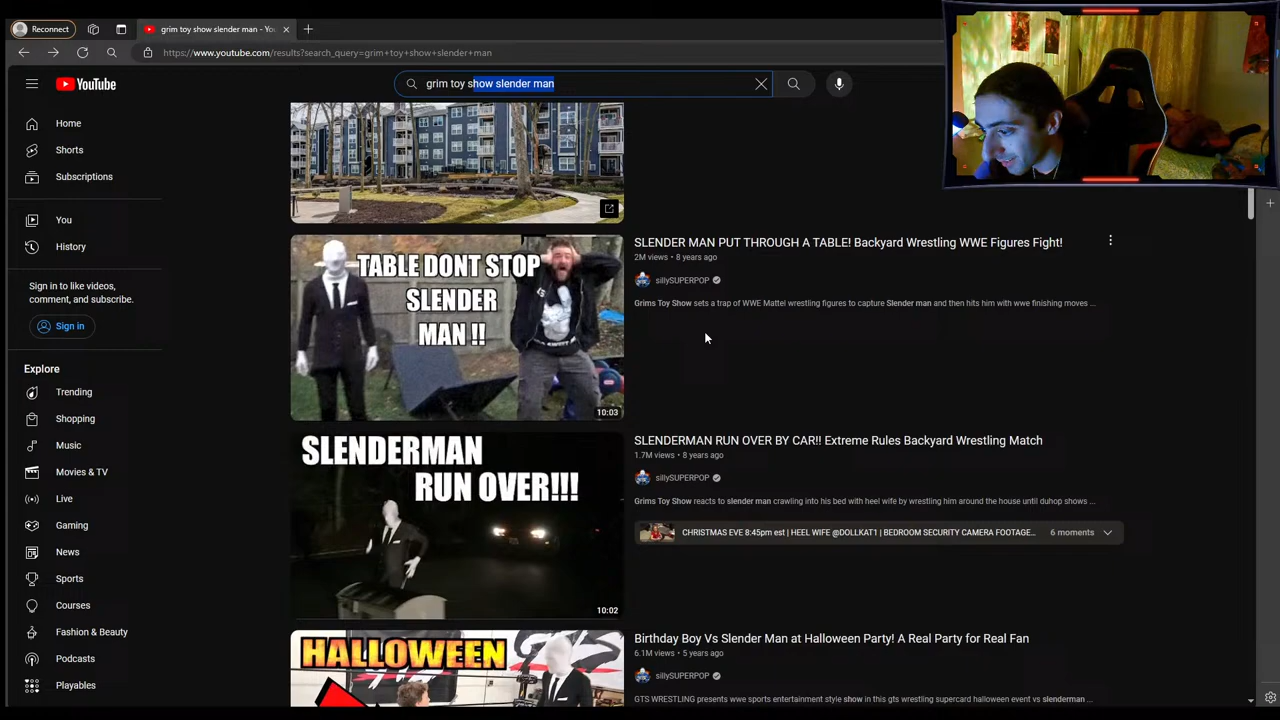 Reconnect
grim toy show slender man - Yo
https://www.youtube.com/results?search_query=grim+toy+show+slender+man
YouTube
grim toy show slender man
Home
Shorts
Subscriptions
You
History
Sign in to like videos,
comment, and subscribe.
Sign in
Explore
Trending
Shopping
Music
Movies & TV
Live
Gaming
News
Sports
Courses
Fashion & Beauty
Podcasts
Playables
TABLE DONT STOP
SLENDER
MAN !!
10:03
SLENDER MAN PUT THROUGH A TABLE! Backyard Wrestling WWE Figures Fight!
2M views • 8 years ago
sillySUPERPOP
Grims Toy Show sets a trap of WWE Mattel wrestling figures to capture Slender man and then hits him with wwe finishing moves ...
SLENDERMAN
RUN OVER!!!
10:02
SLENDERMAN RUN OVER BY CAR!! Extreme Rules Backyard Wrestling Match
1.7M views • 8 years ago
sillySUPERPOP
Grims Toy Show reacts to slender man crawling into his bed with heel wife by wrestling him around the house until duhop shows ...
CHRISTMAS EVE 8:45pm est | HEEL WIFE @DOLLKAT1 | BEDROOM SECURITY CAMERA FOOTAGE...
6 moments
HALLOWEEN
Birthday Boy Vs Slender Man at Halloween Party! A Real Party for Real Fan
6.1M views • 5 years ago
sillySUPERPOP
GTS WRESTLING presents wwe sports entertainment style show in this gts wrestling supercard halloween event vs slenderman ...